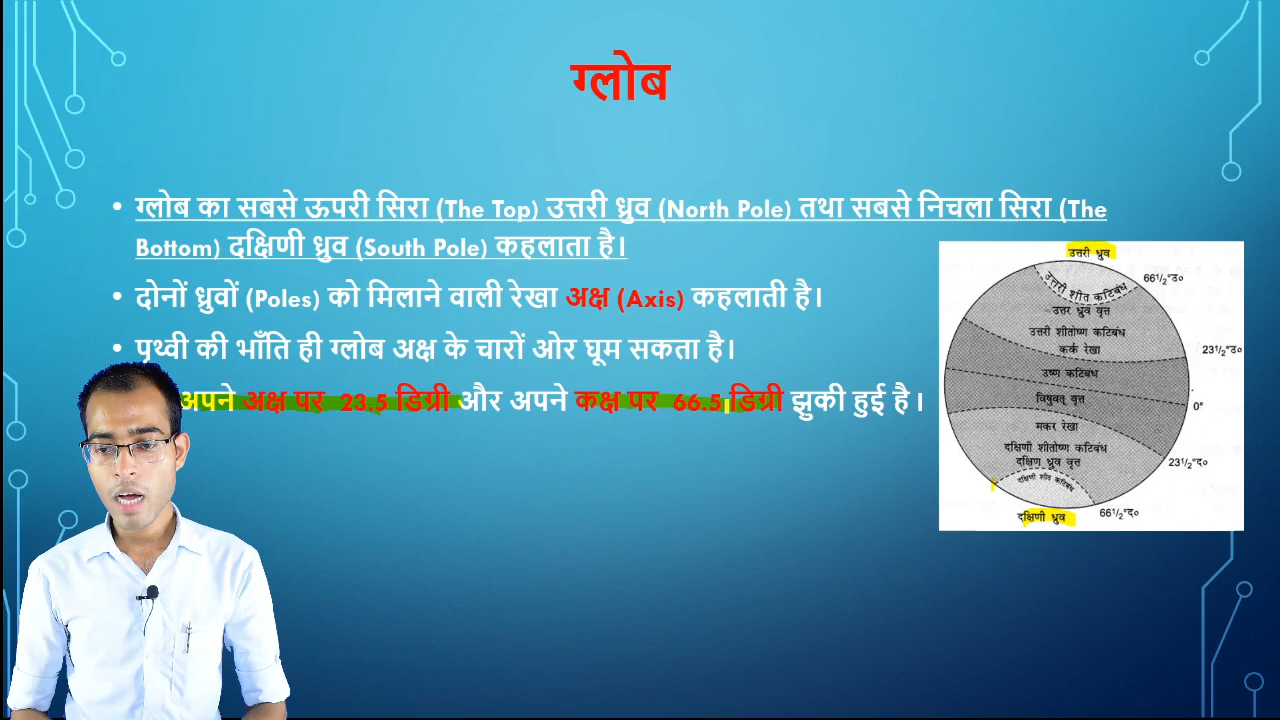 ग्लोब
• ग्लोब का सबसे ऊपरी सिरा (The Top) उत्तरी ध्रुव (North Pole) तथा सबसे निचला सिरा (The
Bottom) दक्षिणी ध्रुव (South Pole) कहलाता है।
• दोनों ध्रुवों (Poles) को मिलाने वाली रेखा अक्ष (Axis) कहलाती है।
• पृथ्वी की भाँति ही ग्लोब अक्ष के चारों ओर घूम सकता है।
अपने अक्ष पर 23.5 डिग्री और अपने कक्ष पर 66.5 डिग्री झुकी हुई है।
उत्तरी ध्रुव
66½°उ०
उत्तरी शीत कटिबंध
उत्तर ध्रुव वृत्त
उत्तरी शीतोष्ण कटिबंध
कर्क रेखा
23½°उ०
उष्ण कटिबंध
विषुवत् वृत्त
0°
मकर रेखा
दक्षिणी शीतोष्ण कटिबंध
दक्षिण ध्रुव वृत्त
23½°द०
दक्षिणी शीत कटिबंध
66½°द०
दक्षिणी ध्रुव